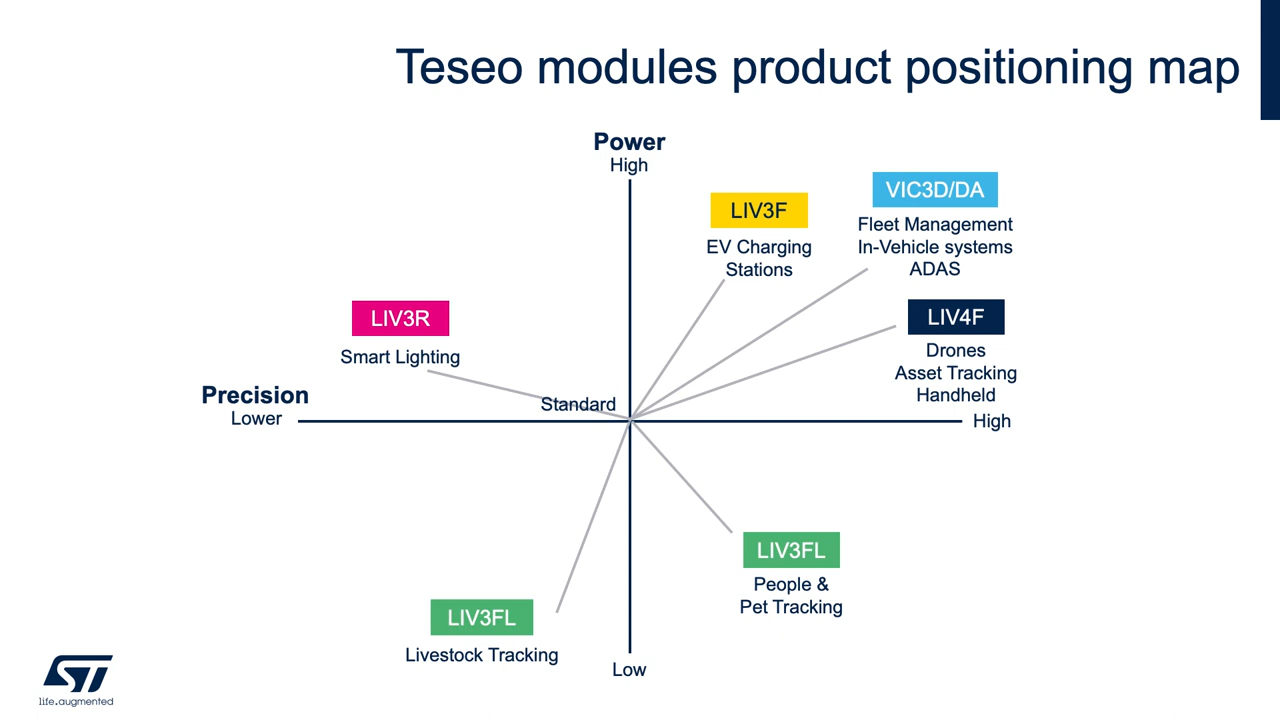 Teseo modules product positioning map
Power
High
VIC3D/DA
Fleet Management
In-Vehicle systems
ADAS
LIV3F
EV Charging
Stations
LIV3R
Smart Lighting
LIV4F
Drones
Asset Tracking
Handheld
Precision
Lower
Standard
High
LIV3FL
People &
Pet Tracking
LIV3FL
Livestock Tracking
Low
ST
life.augmented